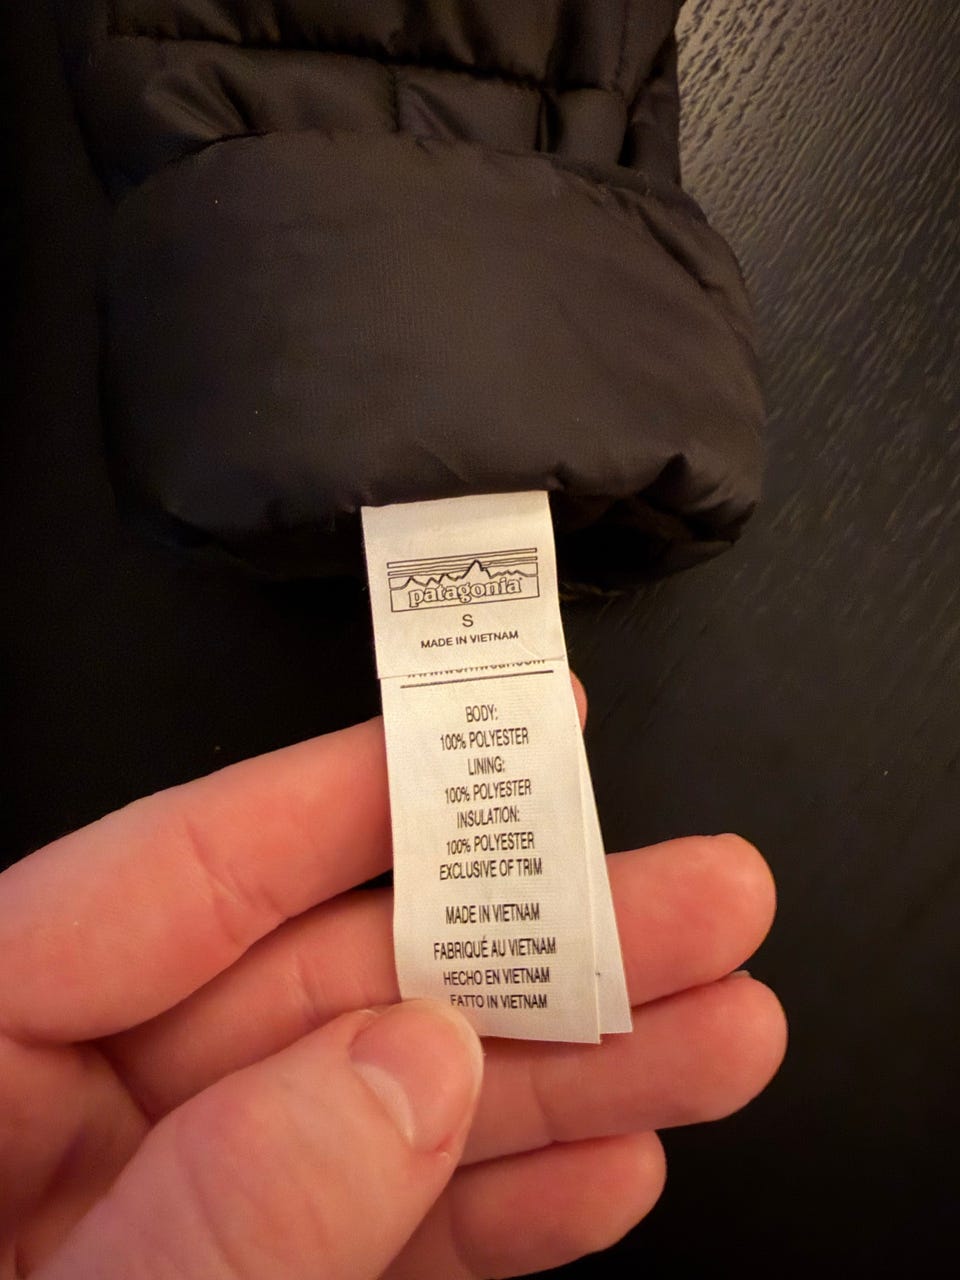 patagonia
S
MADE IN VIETNAM
BODY:
100% POLYESTER
LINING:
100% POLYESTER
INSULATION:
100% POLYESTER
EXCLUSIVE OF TRIM
MADE IN VIETNAM
FABRIQUÉ AU VIETNAM
HECHO EN VIETNAM
FATTO IN VIETNAM